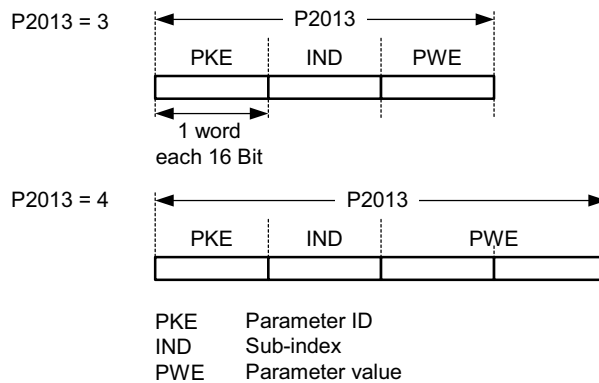 P2013 = 3
P2013
PKE IND PWE
1 word
each 16 Bit
P2013 = 4
P2013
PKE IND PWE
PKE Parameter ID
IND Sub-index
PWE Parameter value